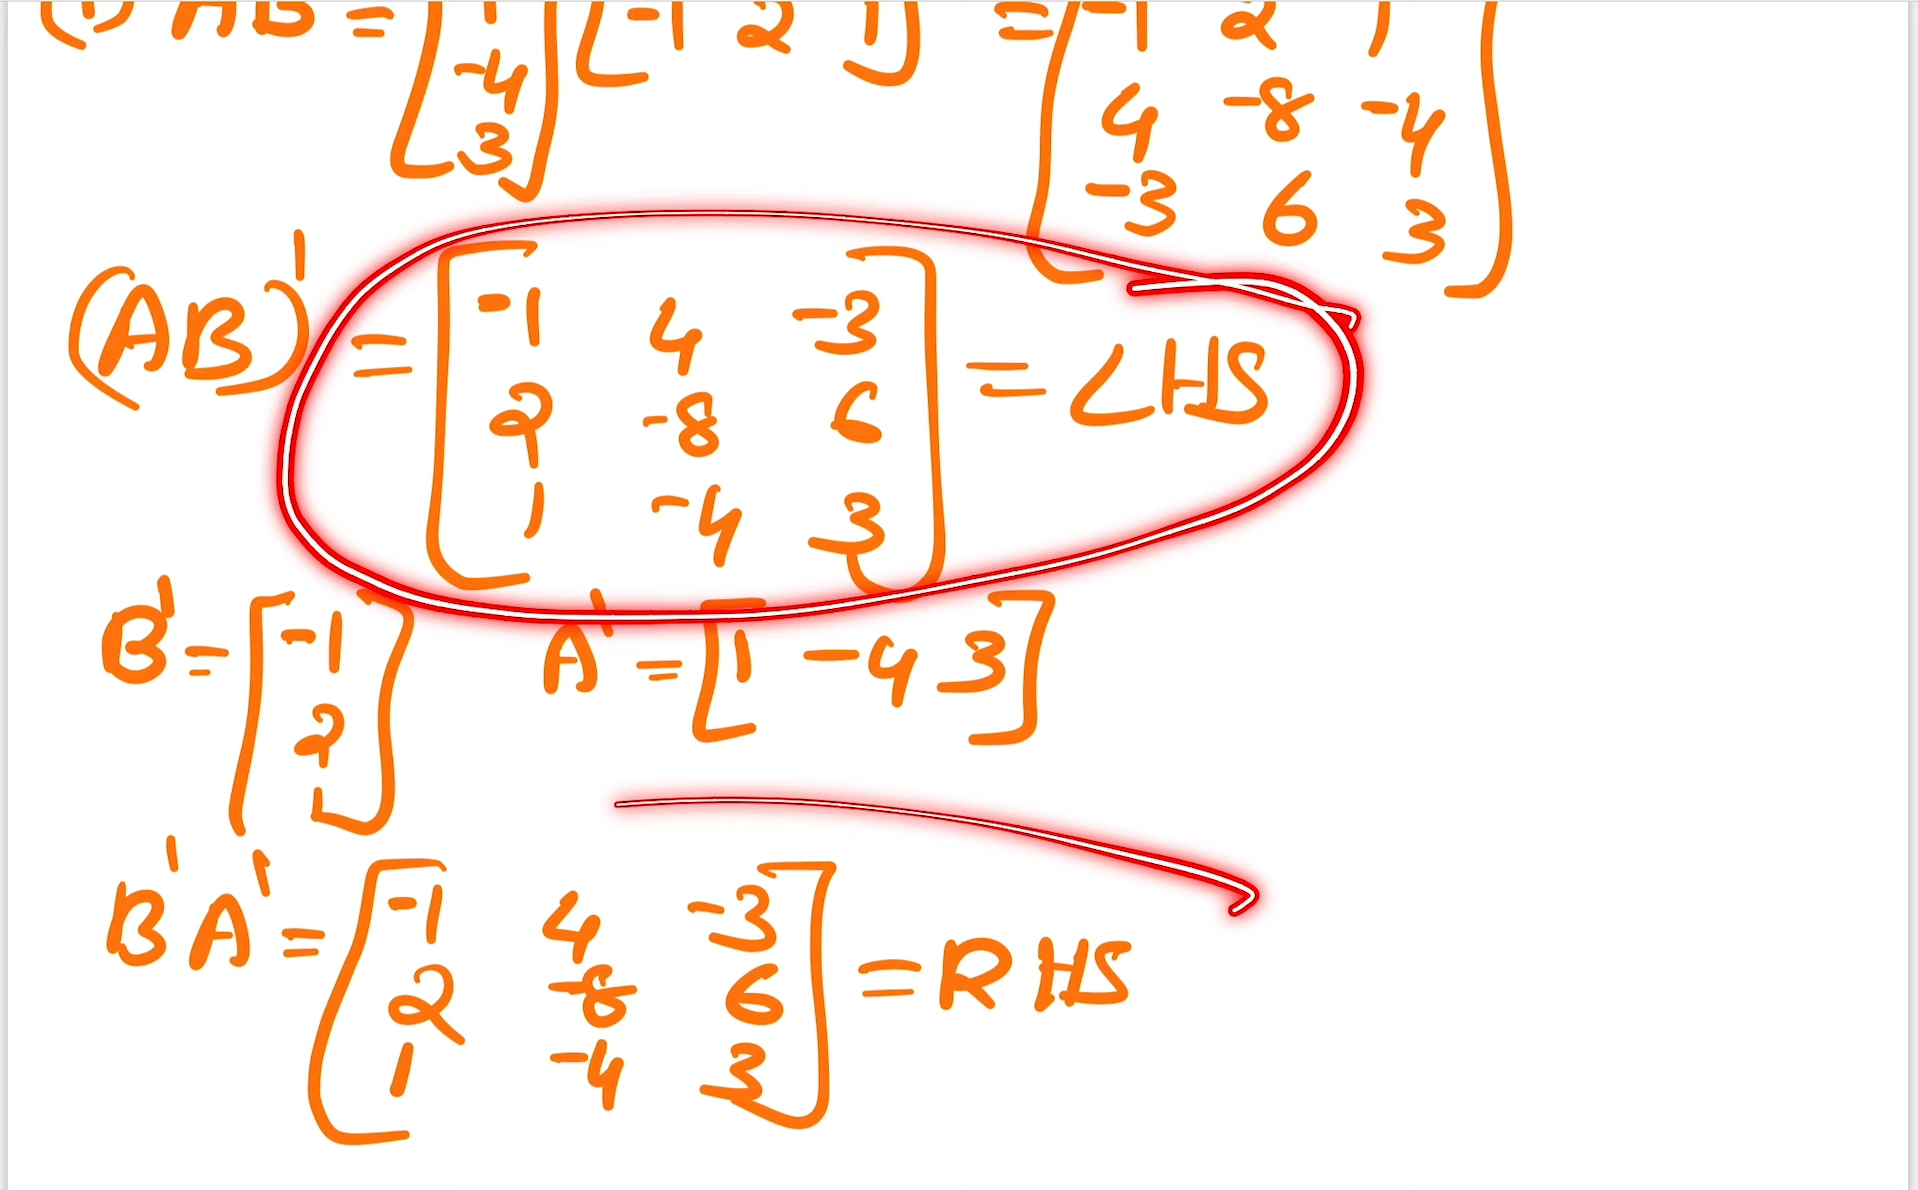 (i) AB = [1 -4 3] [-1 2 1] = [-1 2 1
4 -8 -4
-3 6 3]
(AB)' = [-1 4 -3
2 -8 6
1 -4 3] = LHS
B' = [-1 2 1] A' = [1 -4 3]
B'A' = [-1 4 -3
2 -8 6
1 -4 3] = RHS